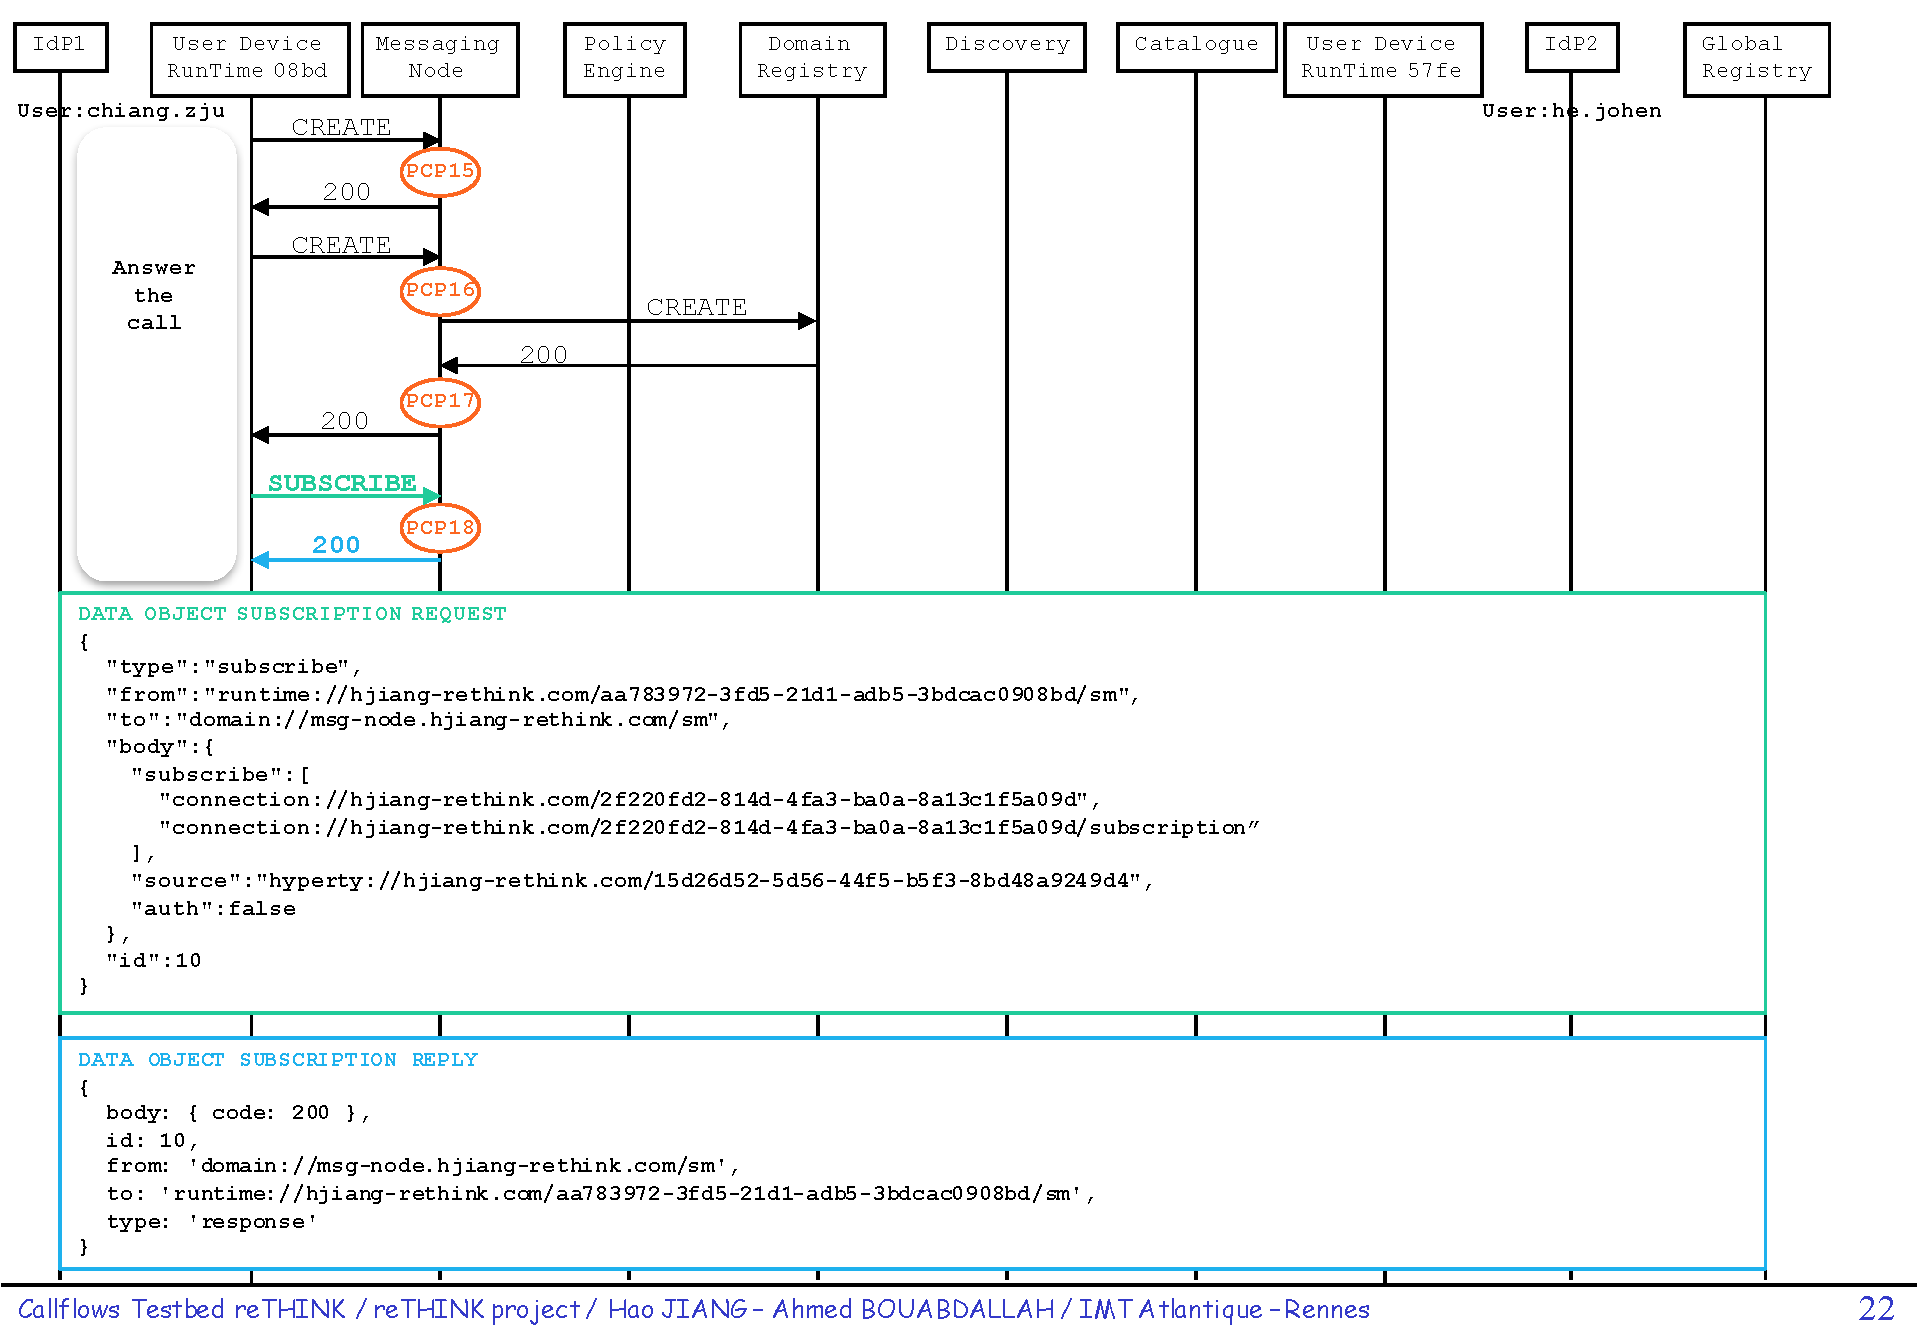 IdP1
User Device
RunTime 08bd
Messaging
Node
Policy
Engine
Domain
Registry
Discovery
Catalogue
User Device
RunTime 57fe
IdP2
Global
Registry
User:chiang.zju
User:he.johen
CREATE
PCP15
200
CREATE
Answer
the
call
PCP16
CREATE
200
PCP17
200
SUBSCRIBE
PCP18
200
DATA OBJECT SUBSCRIPTION REQUEST
{
"type":"subscribe",
"from":"runtime://hjiang-rethink.com/aa783972-3fd5-21d1-adb5-3bdcac0908bd/sm",
"to":"domain://msg-node.hjiang-rethink.com/sm",
"body":{
"subscribe":[
"connection://hjiang-rethink.com/2f220fd2-814d-4fa3-ba0a-8a13c1f5a09d",
"connection://hjiang-rethink.com/2f220fd2-814d-4fa3-ba0a-8a13c1f5a09d/subscription”
],
"source":"hyperty://hjiang-rethink.com/15d26d52-5d56-44f5-b5f3-8bd48a9249d4",
"auth":false
},
"id":10
}
DATA OBJECT SUBSCRIPTION REPLY
{
body: { code: 200 },
id: 10,
from: 'domain://msg-node.hjiang-rethink.com/sm',
to: 'runtime://hjiang-rethink.com/aa783972-3fd5-21d1-adb5-3bdcac0908bd/sm',
type: 'response'
}
Callflows Testbed reTHINK / reTHINK project / Hao JIANG – Ahmed BOUABDALLAH / IMT Atlantique – Rennes
22